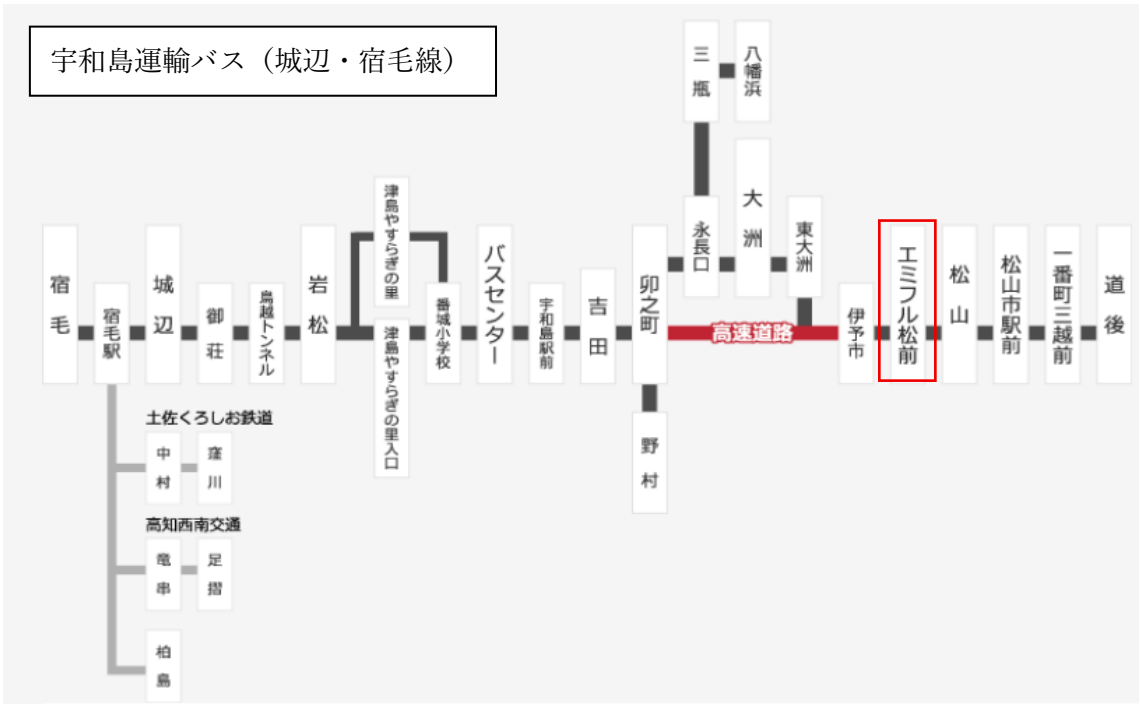 宇和島運輸バス（城辺・宿毛線）
三瓶
八幡浜
宿毛
宿毛駅
城辺
御荘
鳥越トンネル
岩松
津島やすらぎの里
津島やすらぎの里入口
番城小学校
バスセンター
宇和島駅前
吉田
卯之町
永長口
大洲
東大洲
高速道路
伊予市
エミフル松前
松山
松山市駅前
一番町三越前
道後
野村
土佐くろしお鉄道
中村
窪川
高知西南交通
竜串
足摺
柏島